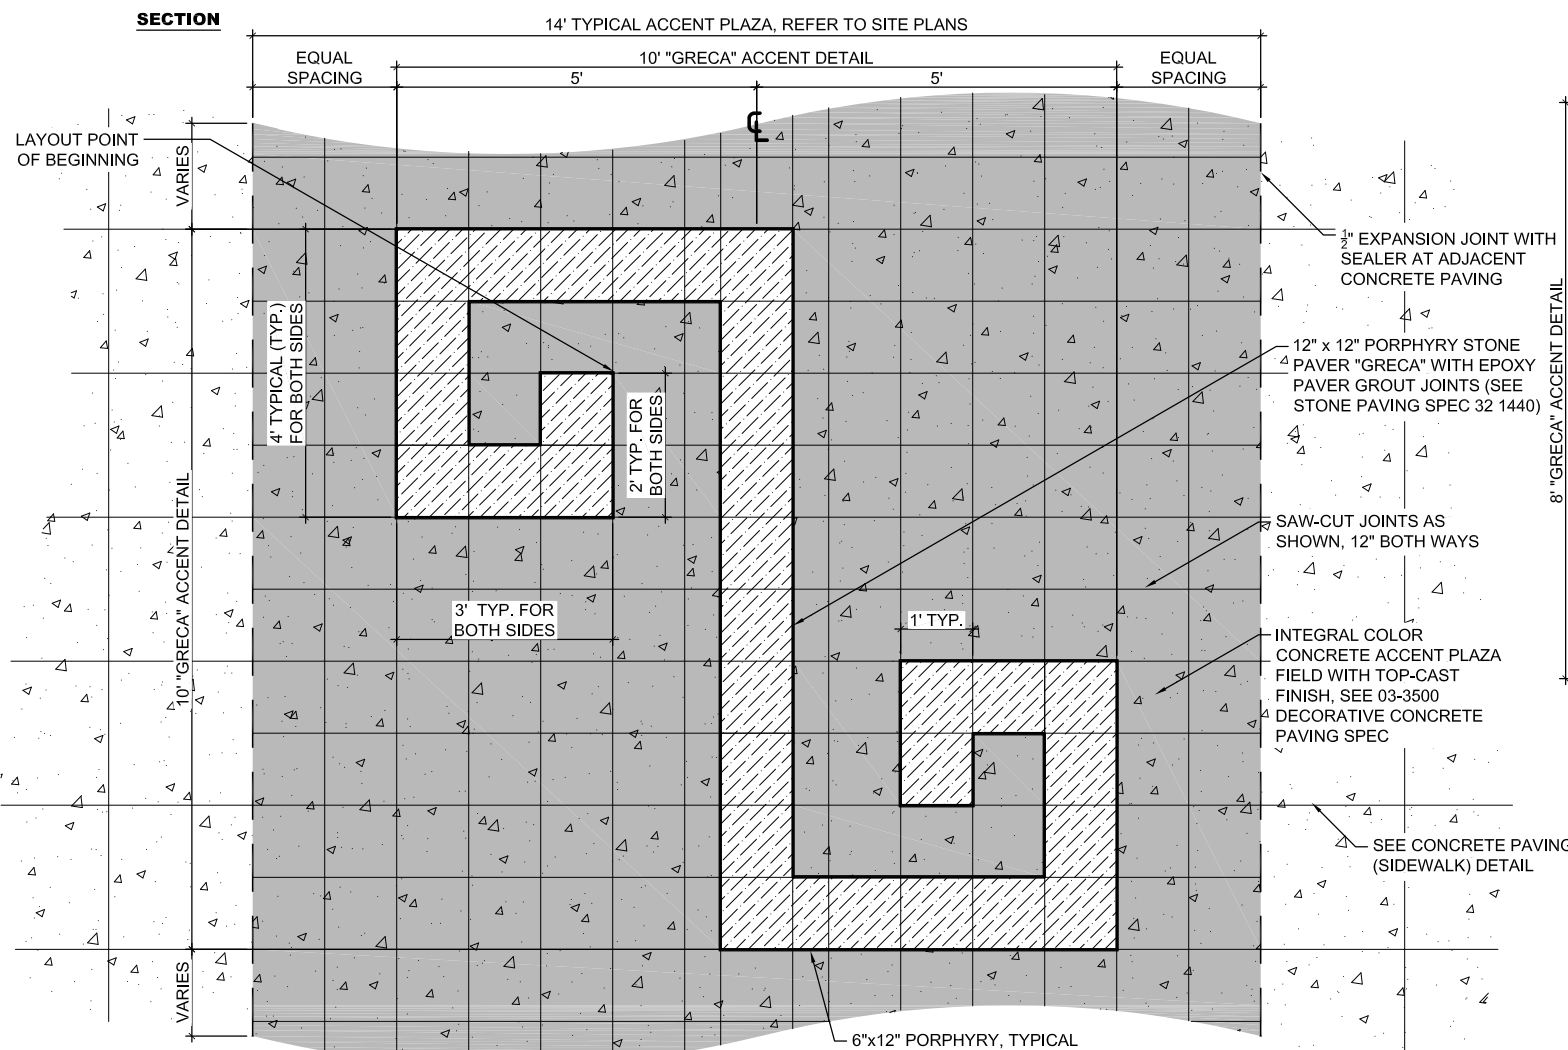 SECTION
14' TYPICAL ACCENT PLAZA, REFER TO SITE PLANS
EQUAL
SPACING
10' "GRECA" ACCENT DETAIL
EQUAL
SPACING
5'
5'
CL
LAYOUT POINT
OF BEGINNING
VARIES
1/2" EXPANSION JOINT WITH
SEALER AT ADJACENT
CONCRETE PAVING
4' TYPICAL (TYP.)
FOR BOTH SIDES
12" x 12" PORPHYRY STONE
PAVER "GRECA" WITH EPOXY
PAVER GROUT JOINTS (SEE
STONE PAVING SPEC 32 1440)
8' "GRECA" ACCENT DETAIL
2' TYP. FOR
BOTH SIDES
10' "GRECA" ACCENT DETAIL
SAW-CUT JOINTS AS
SHOWN, 12" BOTH WAYS
3' TYP. FOR
BOTH SIDES
1' TYP.
INTEGRAL COLOR
CONCRETE ACCENT PLAZA
FIELD WITH TOP-CAST
FINISH, SEE 03-3500
DECORATIVE CONCRETE
PAVING SPEC
SEE CONCRETE PAVING
(SIDEWALK) DETAIL
VARIES
6"x12" PORPHYRY, TYPICAL